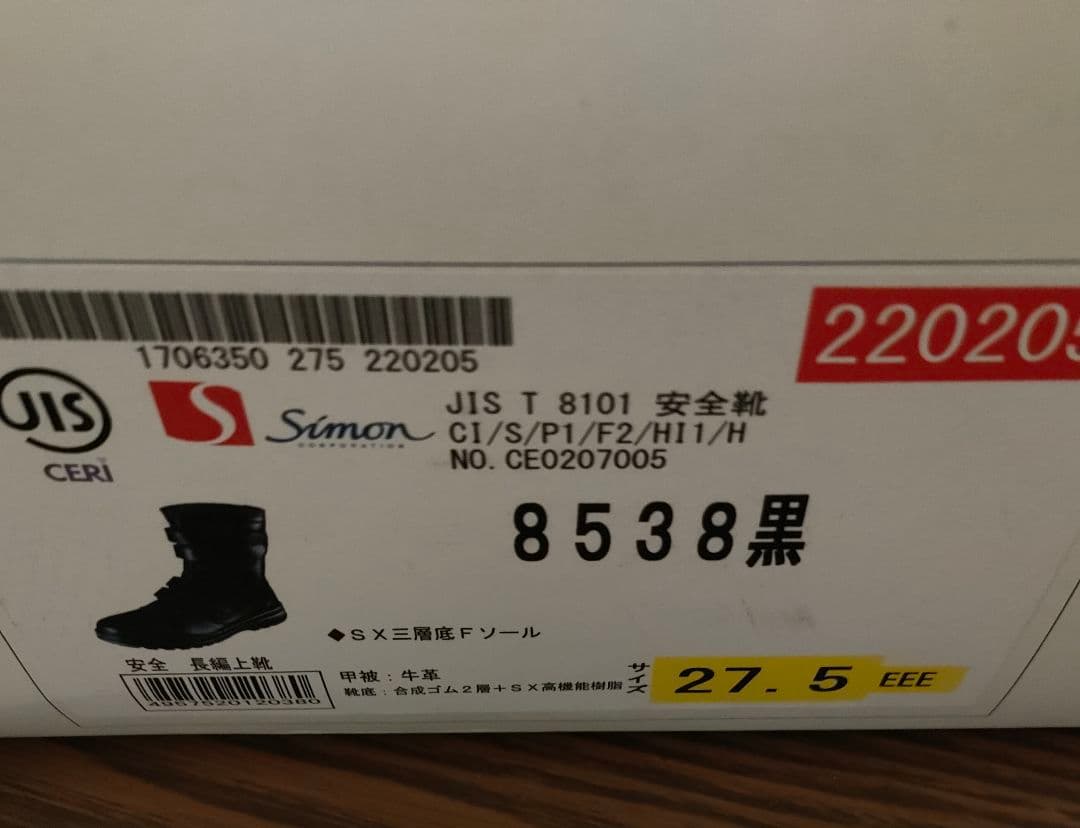 1706350 275 220205
220205
JIS
CERI
Simon
CORPORATION
JIS T 8101 安全靴
CI/S/P1/F2/HI1/H
NO. CE0207005
8538黒
◆SX三層底Fソール
安全 長編上靴
4957520120380
甲被:牛革
靴底:合成ゴム2層+SX高機能樹脂
サイズ 27.5 EEE